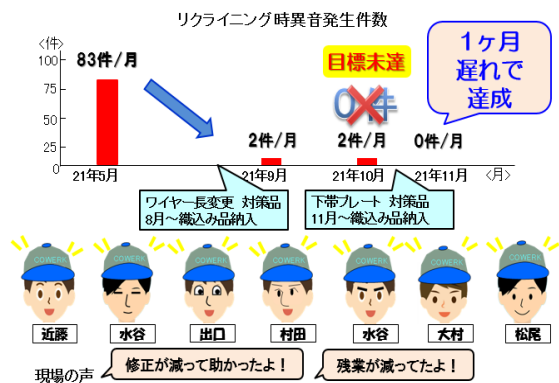 リクライニング時異音発生件数
<件>
100
75
50
25
0
83件/月
目標未達
0件
2件/月
2件/月
0件/月
1ヶ月
遅れで
達成
21年5月
21年9月
21年10月
21年11月
<月>
ワイヤー長変更 対策品
8月~織込み品納入
下帯プレート 対策品
11月~織込み品納入
COWERK
COWERK
COWERK
COWERK
COWERK
COWERK
COWERK
近藤
水谷
出口
村田
水谷
大村
松尾
現場の声
修正が減って助かったよ!
残業が減ってたよ!